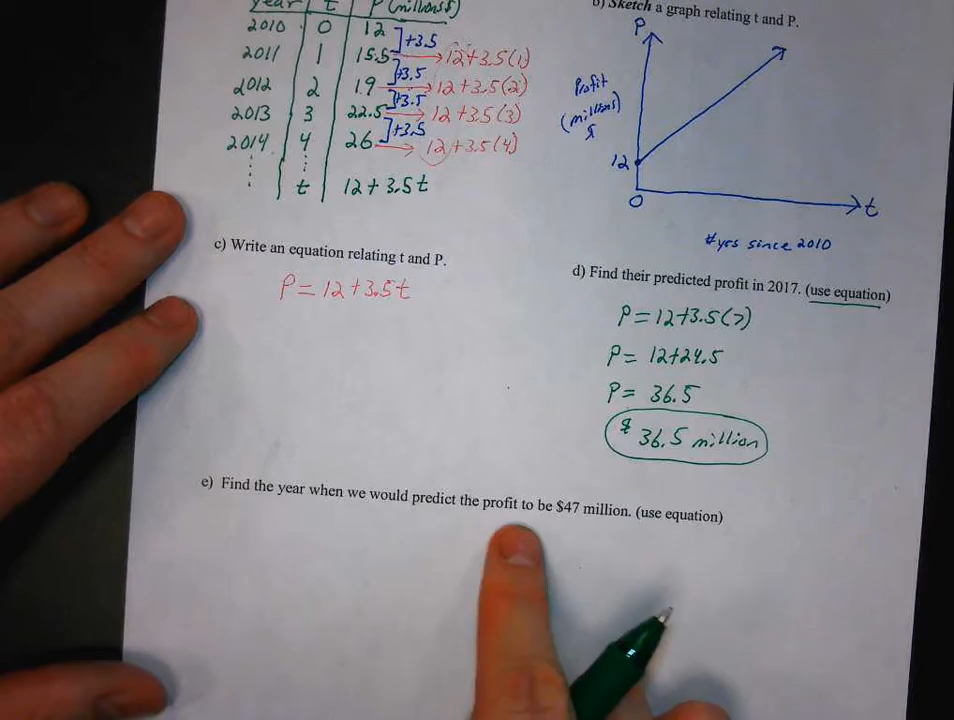 year t P (millions $)
2010 0 12
+3.5
2011 1 15.5 12+3.5(1)
+3.5
2012 2 1.9 12+3.5(2)
+3.5
2013 3 22.5 12+3.5(3)
+3.5
2014 4 26 12+3.5(4)
t 12+3.5t
b) Sketch a graph relating t and P.
P
Profit
(millions)
$
12
0
t
#yrs since 2010
c) Write an equation relating t and P.
P=12+3.5t
d) Find their predicted profit in 2017. (use equation)
P=12+3.5(7)
P=12+24.5
P=36.5
$36.5 million
e) Find the year when we would predict the profit to be $47 million. (use equation)